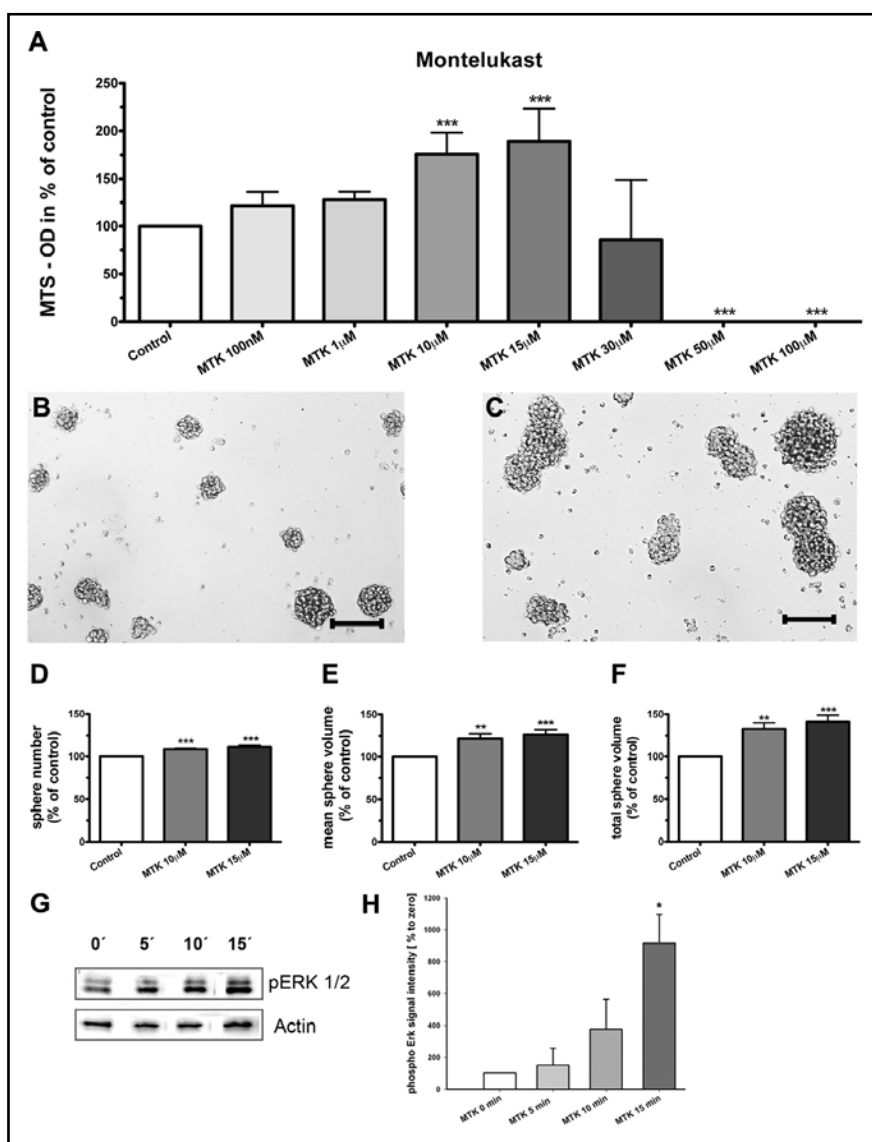 A
Montelukast
MTS - OD in % of control
250
200
150
100
50
0
Control
MTK 100nM
MTK 1µM
MTK 10µM
MTK 15µM
MTK 30µM
MTK 50µM
MTK 100µM
***
***
***
***
B
C
D
sphere number
(% of control)
150
100
50
0
***
***
Control
MTK 10µM
MTK 15µM
E
mean sphere volume
(% of control)
150
100
50
0
**
***
Control
MTK 10µM
MTK 15µM
F
total sphere volume
(% of control)
150
100
50
0
**
***
Control
MTK 10µM
MTK 15µM
G
0´ 5´ 10´ 15´
pERK 1/2
Actin
H
phospho Erk signal intensity [ % to zero]
1200
1000
800
600
400
200
0
*
MTK 0 min
MTK 5 min
MTK 10 min
MTK 15 min